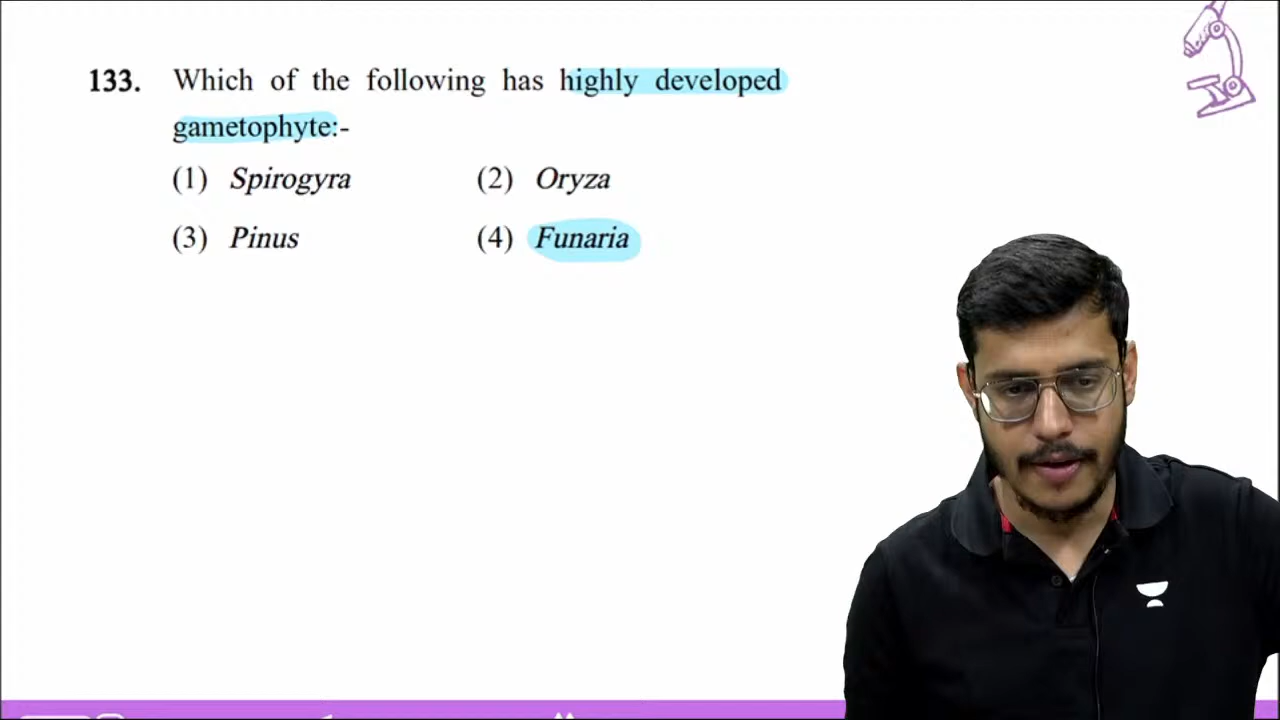 133. Which of the following has highly developed
gametophyte:-
(1) Spirogyra (2) Oryza
(3) Pinus (4) Funaria